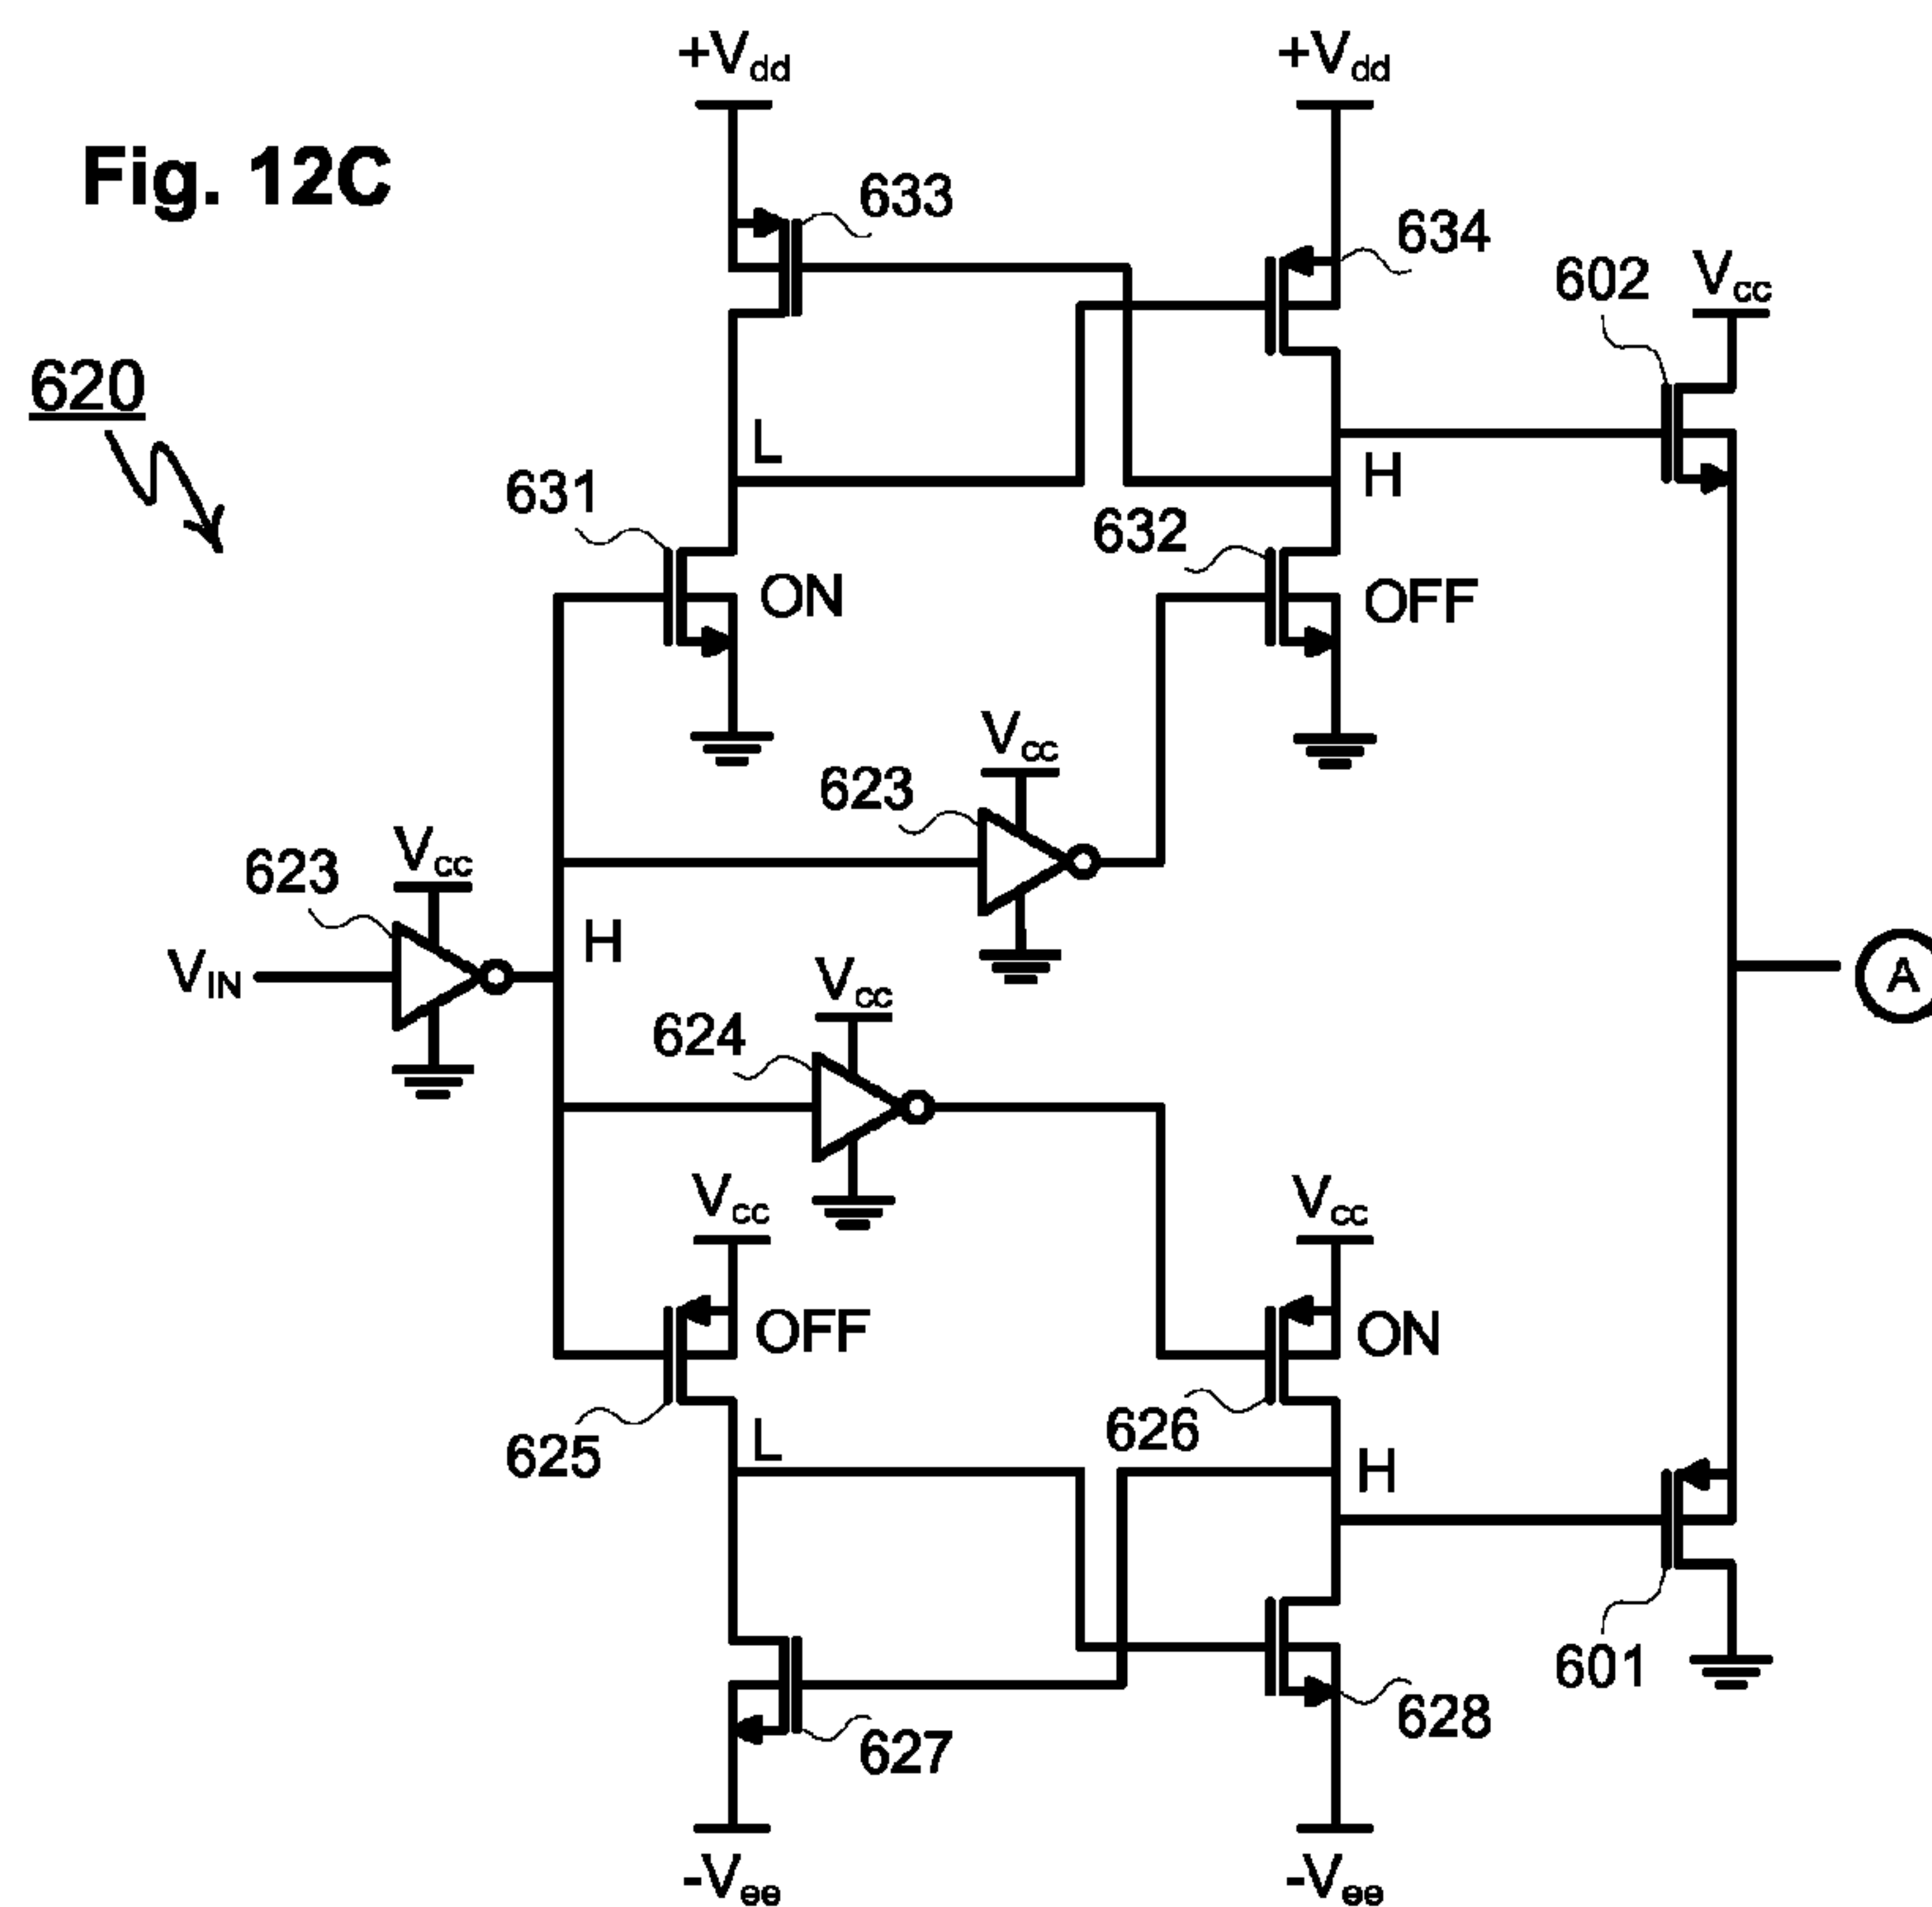 +Vdd
+Vdd
Fig. 12C
633
634
602
Vcc
620
L
H
631
632
ON
OFF
Vcc
623
Vcc
623
H
VIN
Vcc
A
624
Vcc
Vcc
OFF
ON
625
L
626
H
601
627
628
-Vee
-Vee